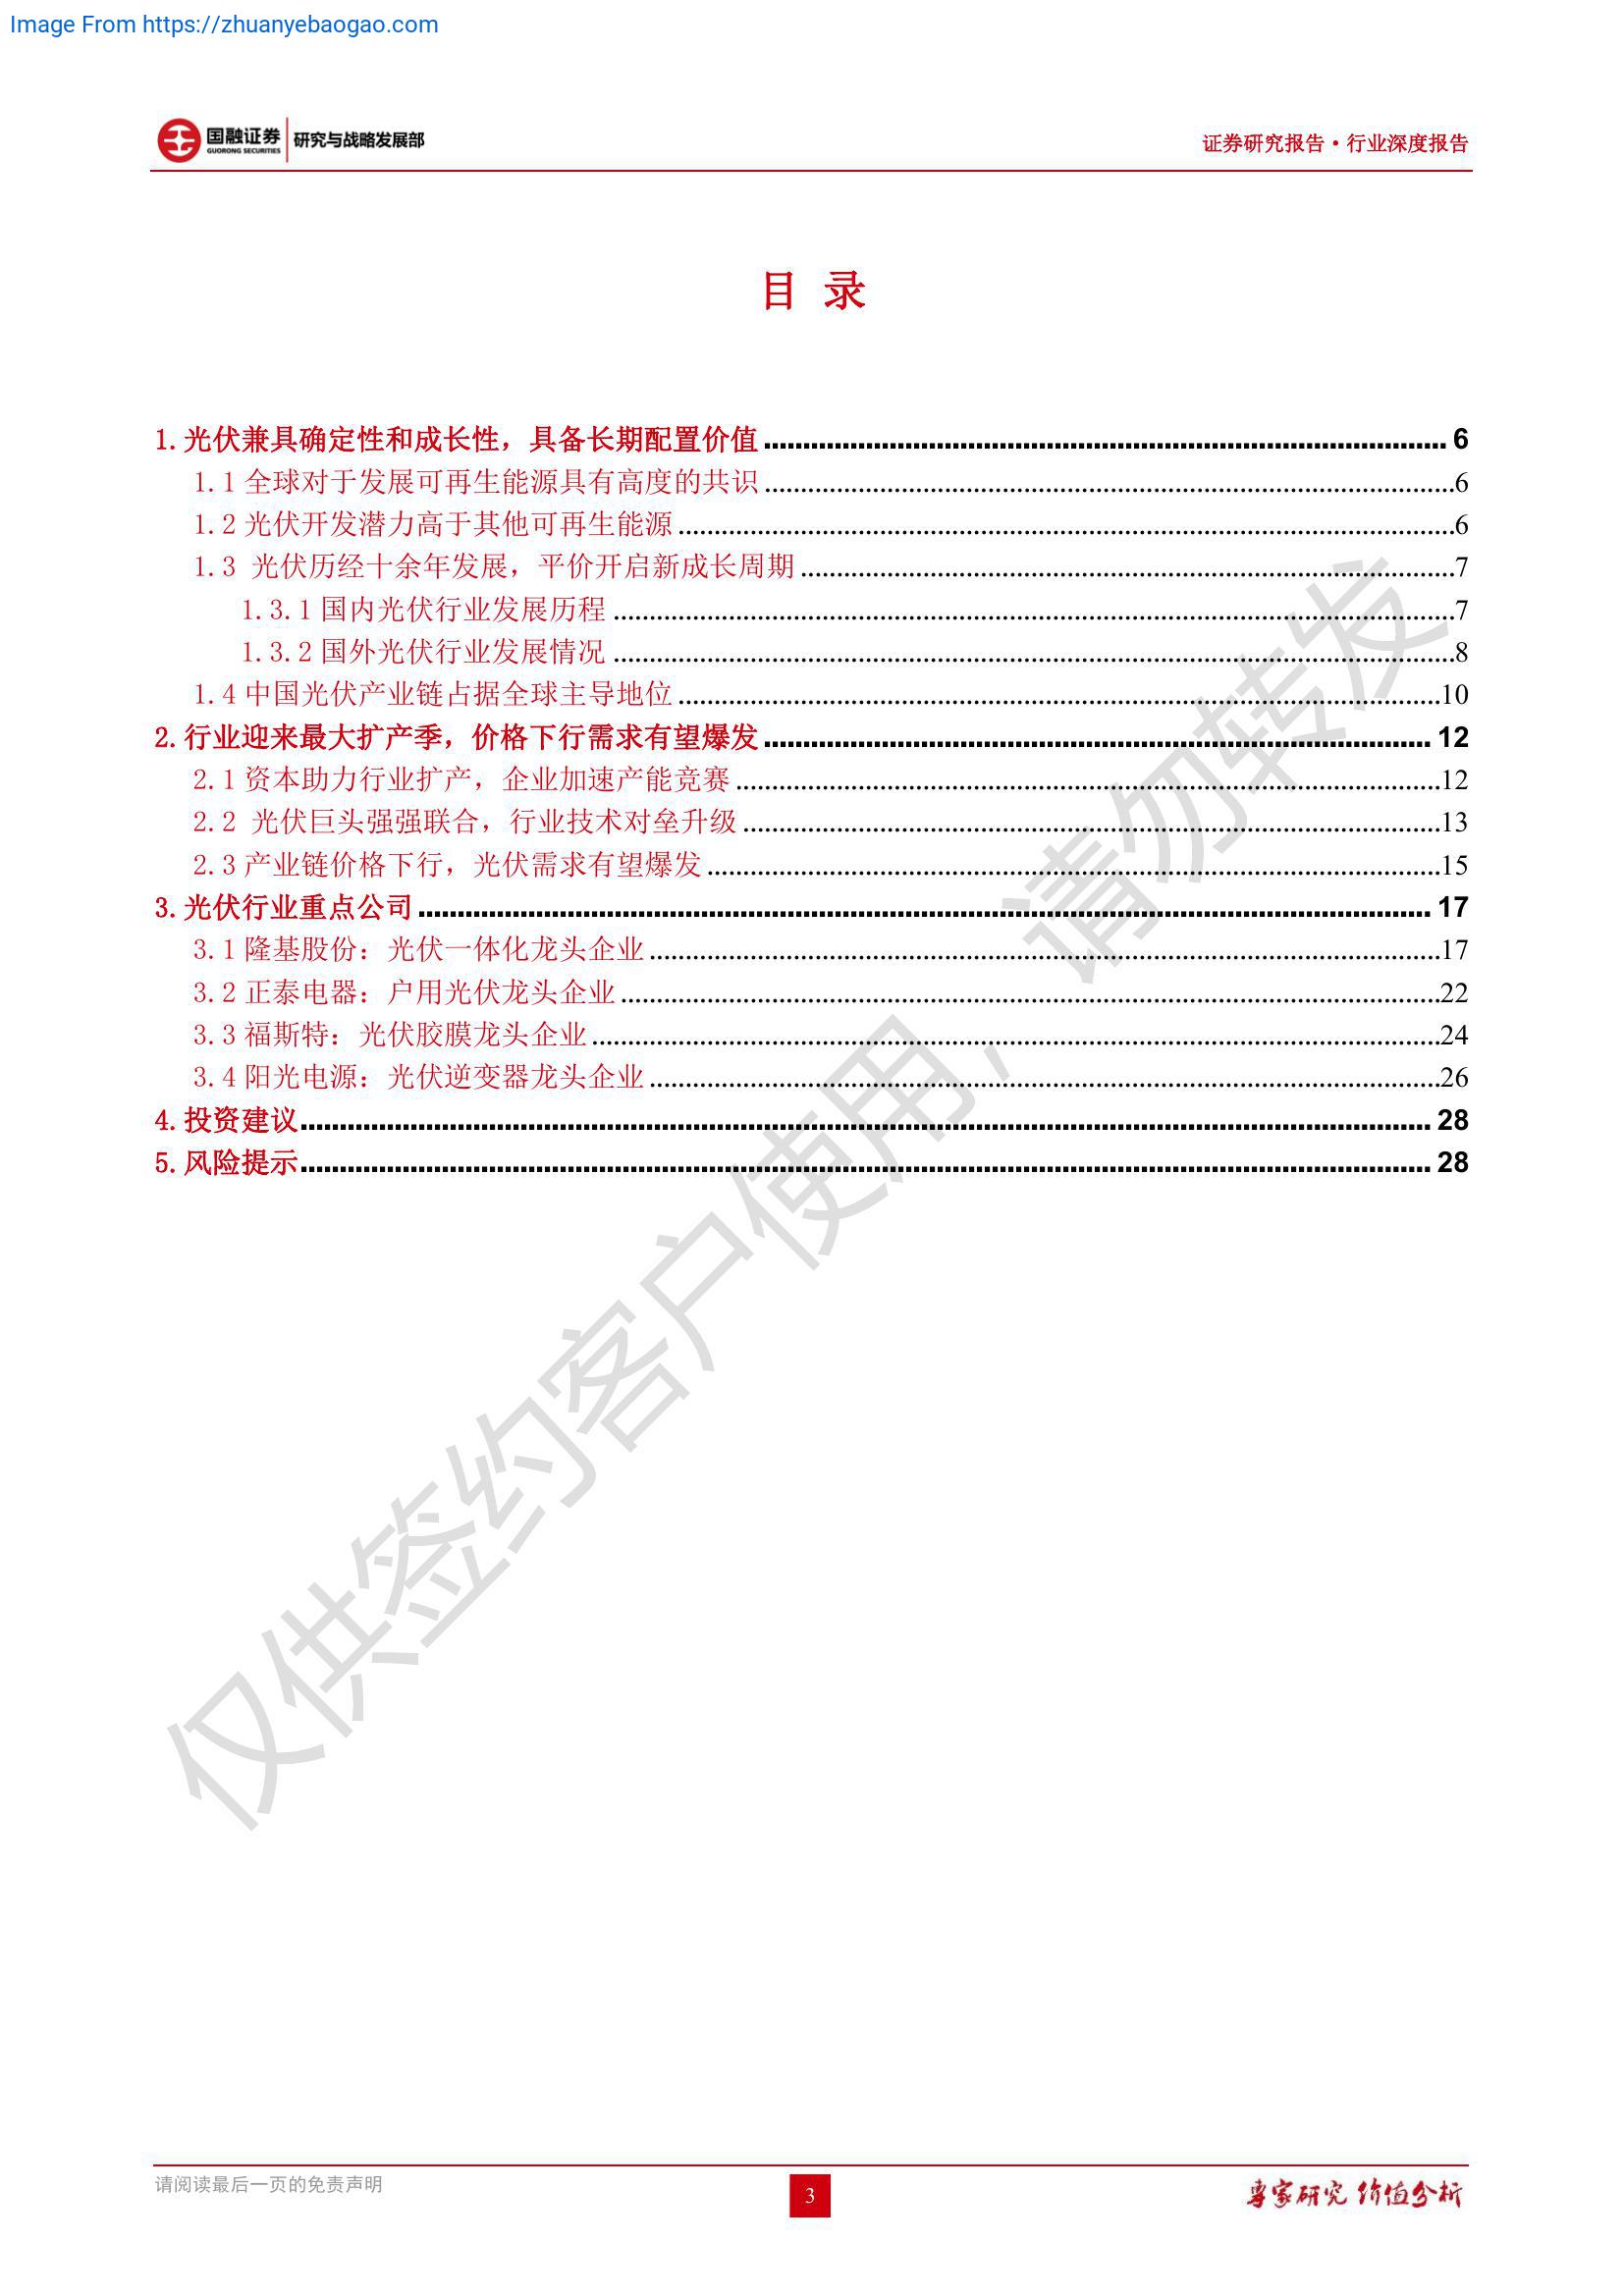 Image From https://zhuanyebaogao.com
国融证券 研究与战略发展部
GUORONG SECURITIES
证券研究报告·行业深度报告
目 录
1.光伏兼具确定性和成长性，具备长期配置价值 6
1.1 全球对于发展可再生能源具有高度的共识 6
1.2 光伏开发潜力高于其他可再生能源 6
1.3 光伏历经十余年发展，平价开启新成长周期 7
1.3.1 国内光伏行业发展历程 7
1.3.2 国外光伏行业发展情况 8
1.4 中国光伏产业链占据全球主导地位 10
2.行业迎来最大扩产季，价格下行需求有望爆发 12
2.1 资本助力行业扩产，企业加速产能竞赛 12
2.2 光伏巨头强强联合，行业技术对垒升级 13
2.3 产业链价格下行，光伏需求有望爆发 15
3.光伏行业重点公司 17
3.1 隆基股份：光伏一体化龙头企业 17
3.2 正泰电器：户用光伏龙头企业 22
3.3 福斯特：光伏胶膜龙头企业 24
3.4 阳光电源：光伏逆变器龙头企业 26
4.投资建议 28
5.风险提示 28
仅供签约客户使用，请勿转发
请阅读最后一页的免责声明
3
专家研究 价值分析